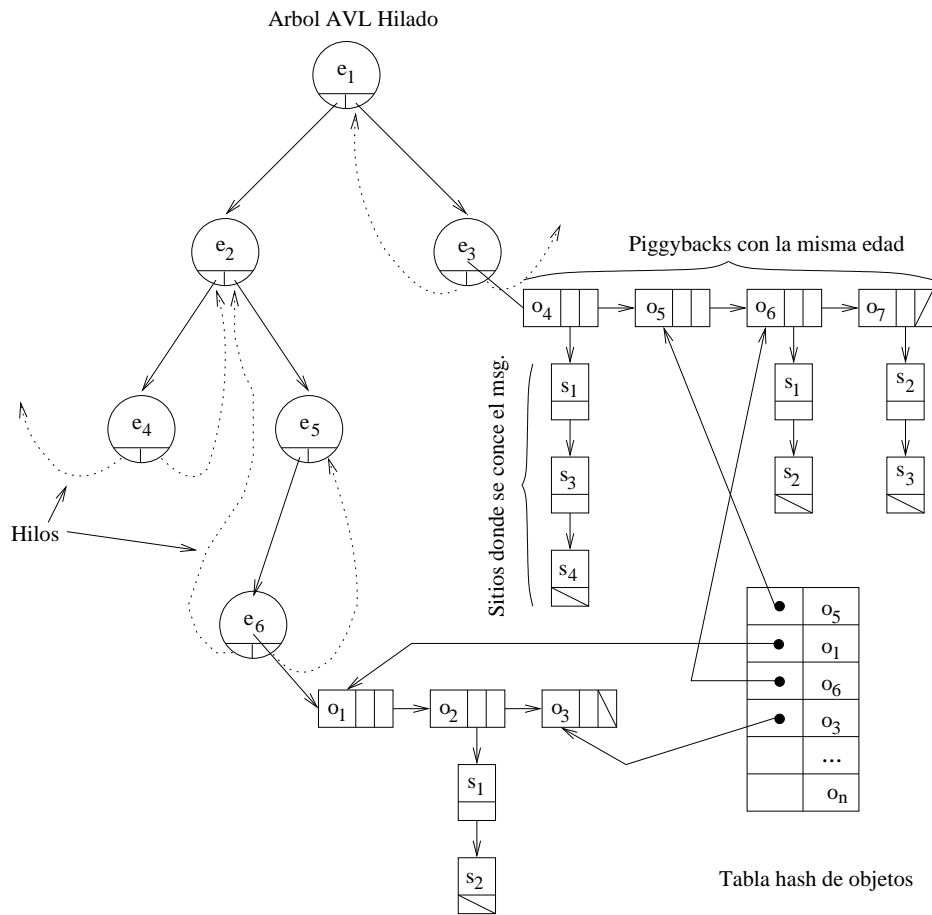 Arbol AVL Hilado
e1
e2
e3
Piggybacks con la misma edad
o4
o5
o6
o7
Sitios donde se conce el msg.
s1
s3
s4
s1
s2
s2
s3
e4
e5
Hilos
e6
o1
o2
o3
s1
s2
o5
o1
o6
o3
...
on
Tabla hash de objetos